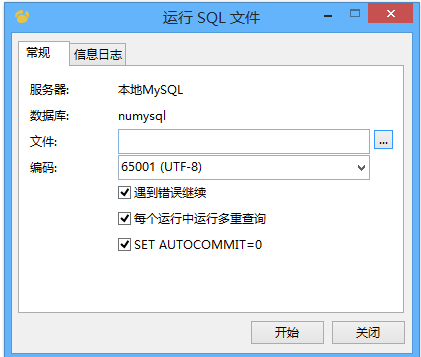 运行 SQL 文件
常规 信息日志
服务器: 本地MySQL
数据库: numysql
文件: ...
编码: 65001 (UTF-8)
遇到错误继续
每个运行中运行多重查询
SET AUTOCOMMIT=0
开始 关闭